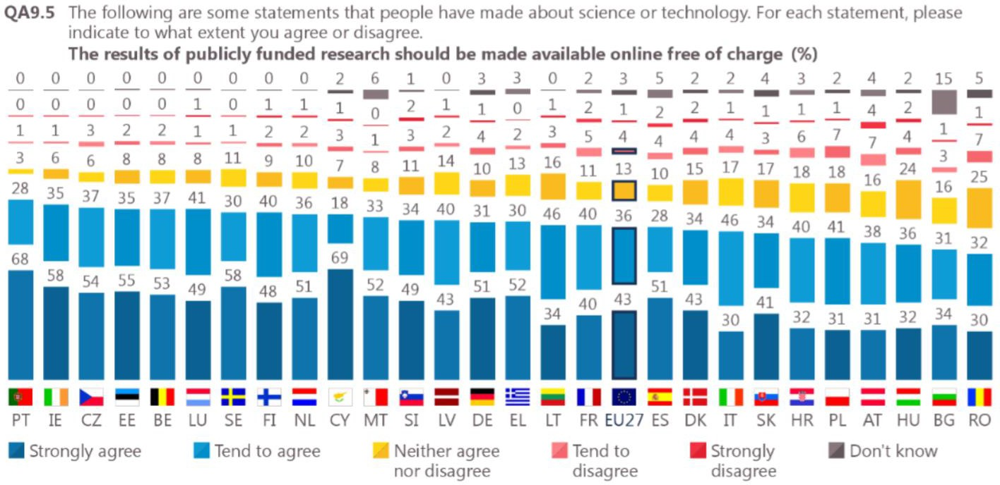 QA9.5 The following are some statements that people have made about science or technology. For each statement, please
indicate to what extent you agree or disagree.
The results of publicly funded research should be made available online free of charge (%)
0 0 0 0 0 0 0 0 0 2 6 1 0 3 3 0 2 3 5 2 2 4 3 2 4 2 15 5
0 0 0 0 0 1 0 1 1 1 0 2 1 1 0 1 2 1 2 2 1 1 1 1 4 2 1 1
1 1 3 2 2 1 1 2 2 3 1 3 2 4 2 3 5 4 4 4 4 3 6 7 7 4 3 7
3 6 6 8 8 8 11 9 10 7 8 11 14 10 13 16 11 13 10 15 17 17 18 18 16 24 16 25
28 35 37 35 37 41 30 40 36 18 33 34 40 31 30 46 40 36 28 34 46 34 40 41 38 36 31 32
68 58 54 55 53 49 58 48 51 69 52 49 43 51 52 34 40 43 51 43 30 41 32 31 31 32 34 30
PT IE CZ EE BE LU SE FI NL CY MT SI LV DE EL LT FR EU27 ES DK IT SK HR PL AT HU BG RO
Strongly agree Tend to agree Neither agree Tend to Strongly Don't know
nor disagree disagree disagree